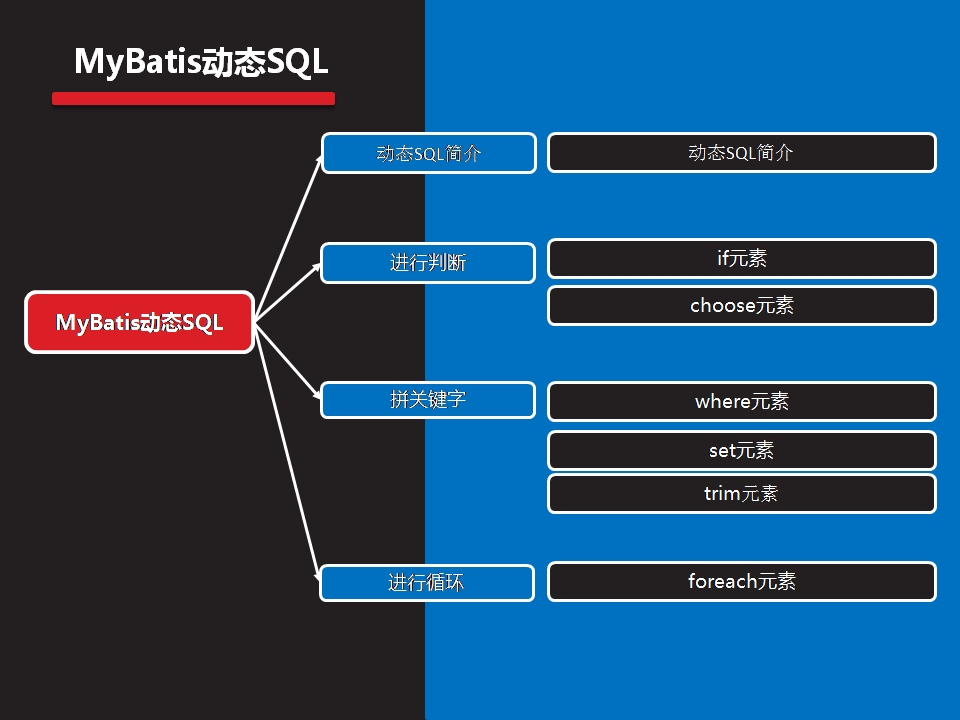 MyBatis动态SQL
MyBatis动态SQL
动态SQL简介
动态SQL简介
进行判断
if元素
choose元素
拼关键字
where元素
set元素
trim元素
进行循环
foreach元素